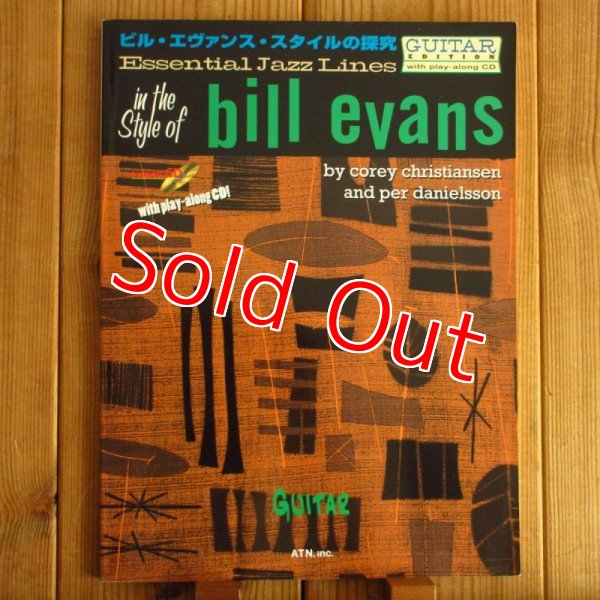 ビル・エヴァンス・スタイルの探究
GUITAR
EDITION
with play-along CD
Essential Jazz Lines
in the
Style of
bill evans
by corey christiansen
and per danielsson
with play-along CD!
Sold Out
GUITAR
ATN, inc.